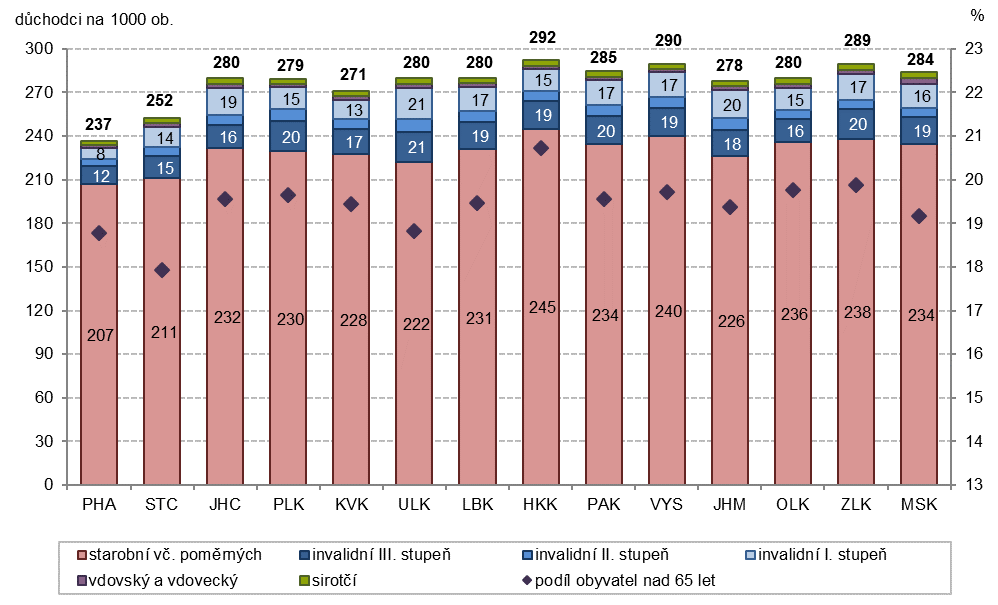 důchodci na 1000 ob.
%
300
270
240
210
180
150
120
90
60
30
0
23
22
21
20
19
18
17
16
15
14
13
237 252 280 279 271 280 280 292 285 290 278 280 289 284
8 14 19 15 13 21 17 15 17 17 20 15 17 16
12 15 16 20 17 21 19 19 20 19 18 16 20 19
207 211 232 230 228 222 231 245 234 240 226 236 238 234
PHA STC JHC PLK KVK ULK LBK HKK PAK VYS JHM OLK ZLK MSK
starobní vč. poměrných invalidní III. stupeň invalidní II. stupeň invalidní I. stupeň
vdovský a vdovecký sirotčí podíl obyvatel nad 65 let